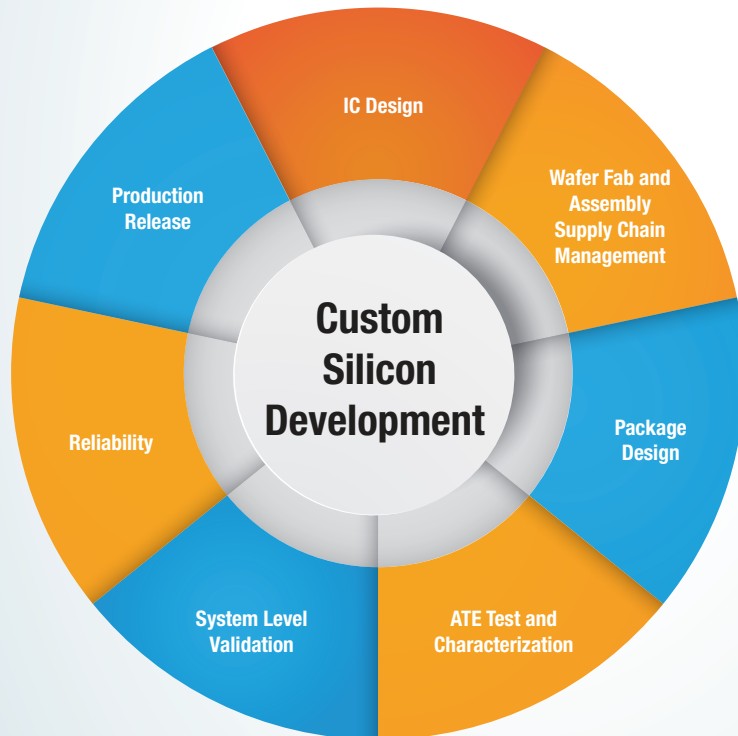 IC Design
Wafer Fab and
Assembly
Supply Chain
Management
Package
Design
ATE Test and
Characterization
System Level
Validation
Reliability
Production
Release
Custom
Silicon
Development